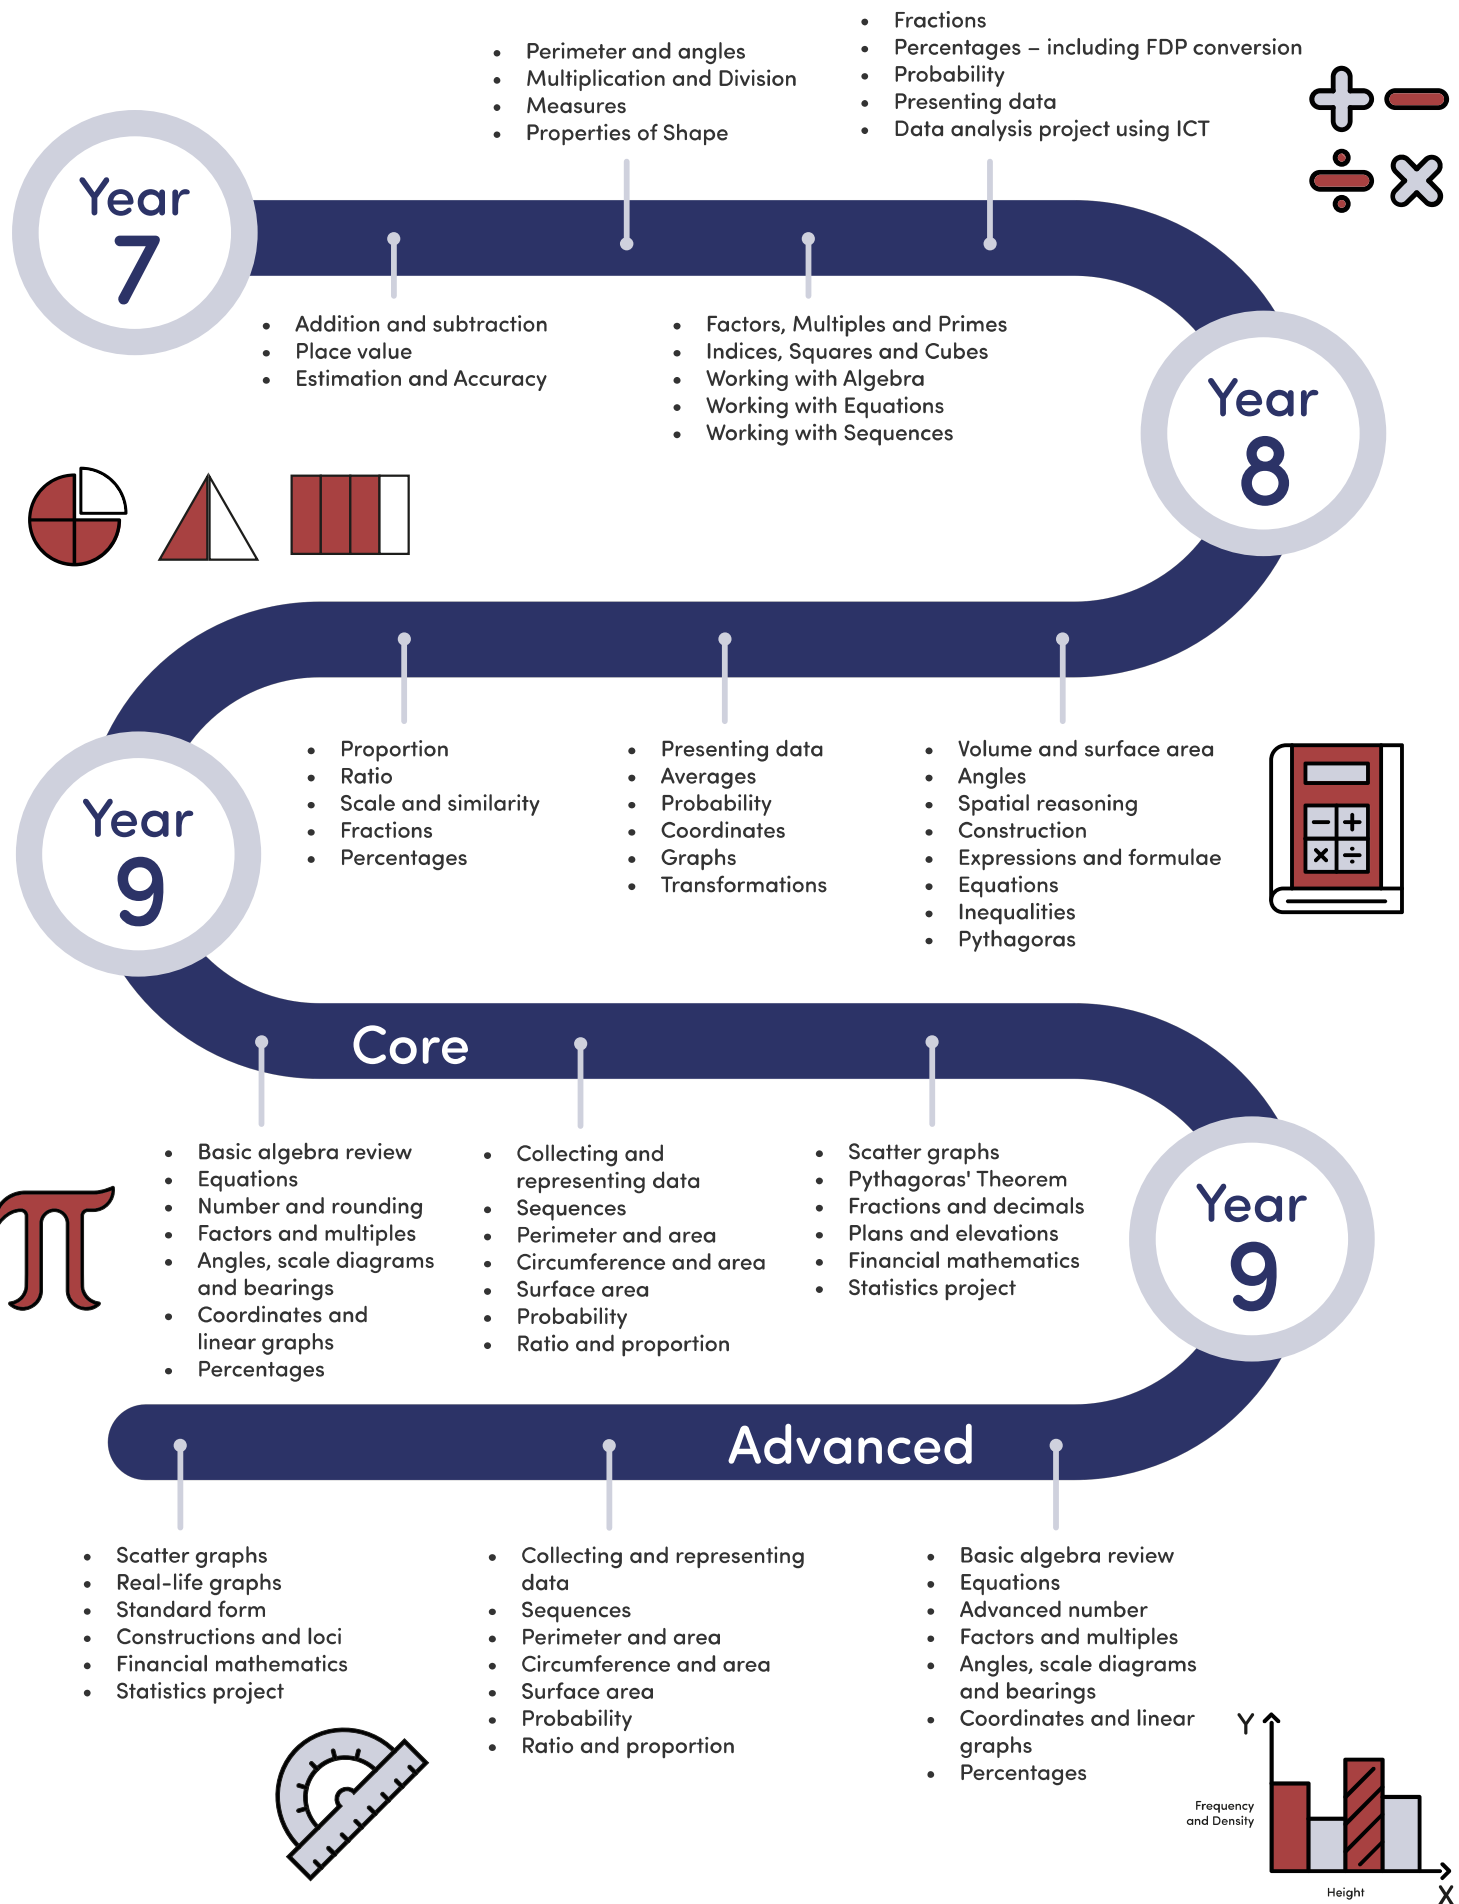 Year
7
• Perimeter and angles
• Multiplication and Division
• Measures
• Properties of Shape
• Fractions
• Percentages – including FDP conversion
• Probability
• Presenting data
• Data analysis project using ICT
• Addition and subtraction
• Place value
• Estimation and Accuracy
• Factors, Multiples and Primes
• Indices, Squares and Cubes
• Working with Algebra
• Working with Equations
• Working with Sequences
Year
8
• Volume and surface area
• Angles
• Spatial reasoning
• Construction
• Expressions and formulae
• Equations
• Inequalities
• Pythagoras
• Presenting data
• Averages
• Probability
• Coordinates
• Graphs
• Transformations
• Proportion
• Ratio
• Scale and similarity
• Fractions
• Percentages
Year
9
Core
• Basic algebra review
• Equations
• Number and rounding
• Factors and multiples
• Angles, scale diagrams
and bearings
• Coordinates and
linear graphs
• Percentages
• Collecting and
representing data
• Sequences
• Perimeter and area
• Circumference and area
• Surface area
• Probability
• Ratio and proportion
• Scatter graphs
• Pythagoras' Theorem
• Fractions and decimals
• Plans and elevations
• Financial mathematics
• Statistics project
Year
9
Advanced
• Basic algebra review
• Equations
• Advanced number
• Factors and multiples
• Angles, scale diagrams
and bearings
• Coordinates and linear
graphs
• Percentages
• Collecting and representing
data
• Sequences
• Perimeter and area
• Circumference and area
• Surface area
• Probability
• Ratio and proportion
• Scatter graphs
• Real-life graphs
• Standard form
• Constructions and loci
• Financial mathematics
• Statistics project
Y
Frequency
and Density
Height
X